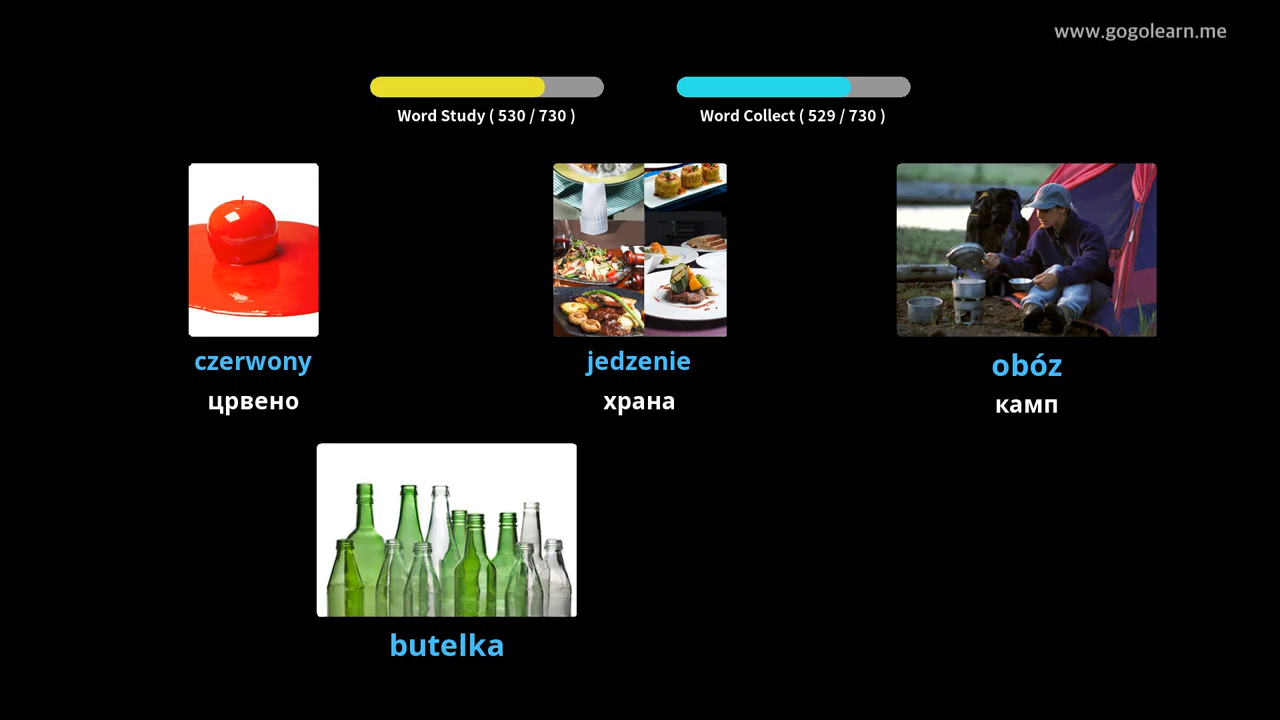 www.gogolearn.me
Word Study ( 530 / 730 )
Word Collect ( 529 / 730 )
czerwony
црвено
jedzenie
храна
obóz
камп
butelka